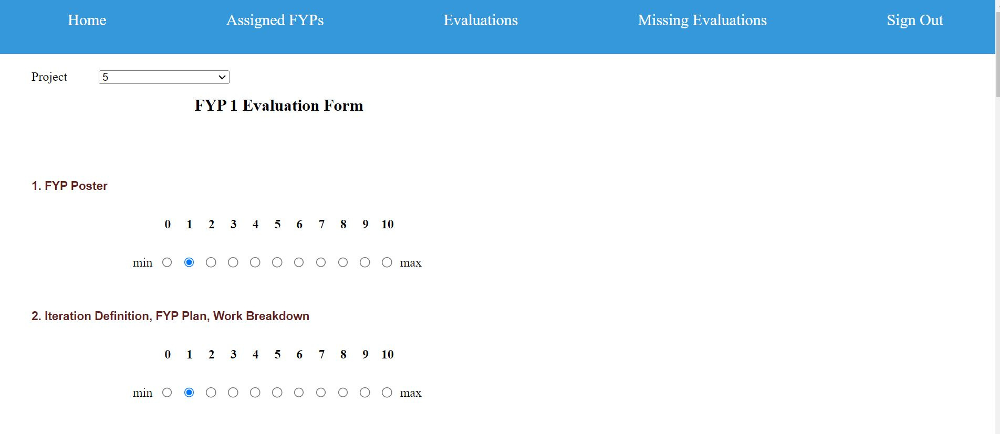 Home Assigned FYPs Evaluations Missing Evaluations Sign Out
Project 5
FYP 1 Evaluation Form
1. FYP Poster
0 1 2 3 4 5 6 7 8 9 10
min max
2. Iteration Definition, FYP Plan, Work Breakdown
0 1 2 3 4 5 6 7 8 9 10
min max